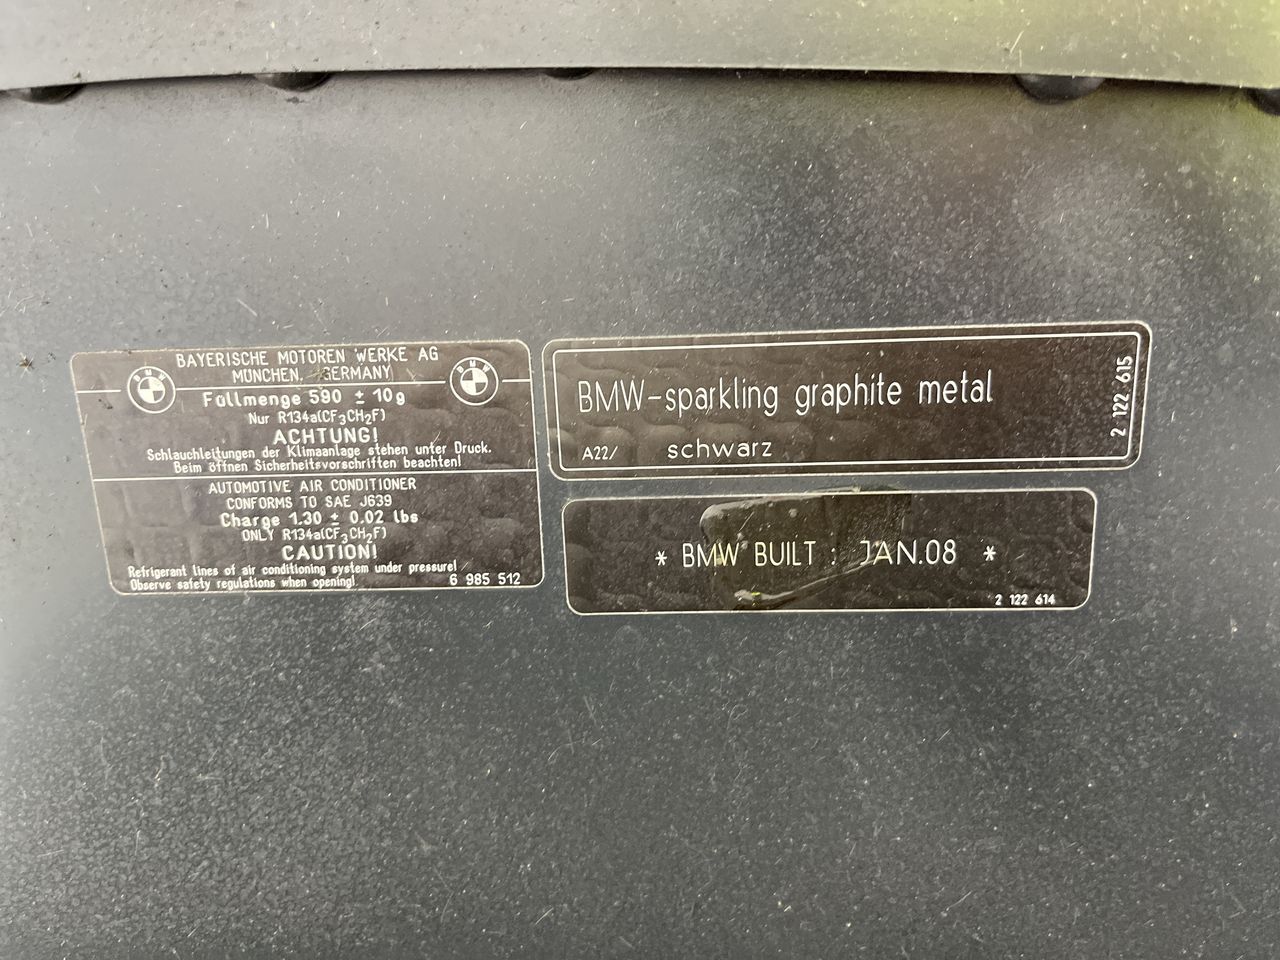 BAYERISCHE MOTOREN WERKE AG
MÜNCHEN, GERMANY
Füllmenge 590 ± 10g
Nur R134a(CF₃CH₂F)
ACHTUNG!
Schlauchleitungen der Klimaanlage stehen unter Druck.
Beim öffnen Sicherheitsvorschriften beachten!
AUTOMOTIVE AIR CONDITIONER
CONFORMS TO SAE J639
Charge 1.30 ± 0.02 lbs
ONLY R134a(CF₃CH₂F)
CAUTION!
Refrigerant lines of air conditioning system under pressure!
Observe safety regulations when opening!
6 985 512
BMW-sparkling graphite metal
A22/ schwarz
2 122 615
* BMW BUILT : JAN.08 *
2 122 614